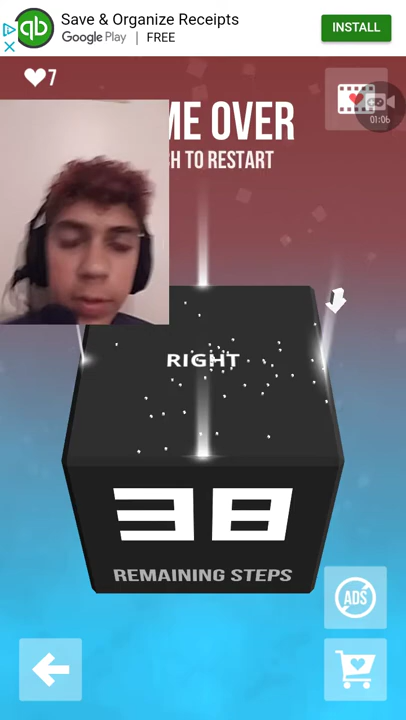 Save & Organize Receipts
Google Play | FREE
INSTALL
qb
7
ME OVER
01:06
H TO RESTART
RIGHT
38
REMAINING STEPS
ADS